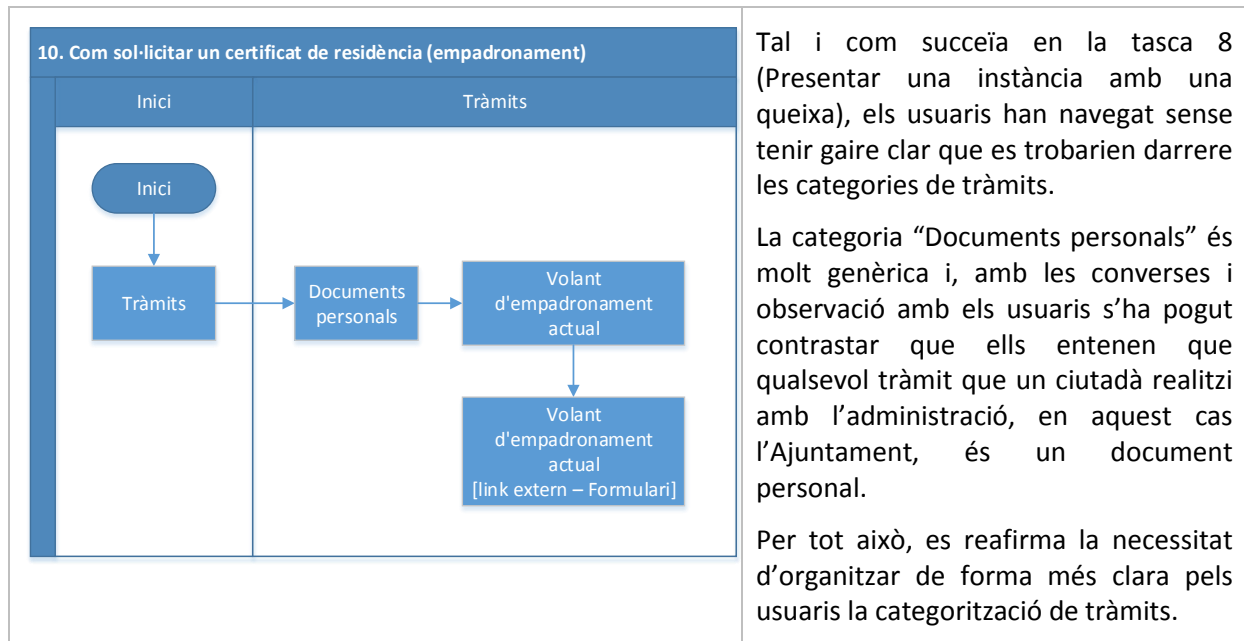 10. Com sol·licitar un certificat de residència (empadronament)
Inici
Tràmits
Inici
Tràmits
Documents
personals
Volant
d'empadronament
actual
Volant
d'empadronament
actual
[link extern – Formulari]
Tal i com succeïa en la tasca 8
(Presentar una instància amb una
queixa), els usuaris han navegat sense
tenir gaire clar que es trobarien darrere
les categories de tràmits.
La categoria “Documents personals” és
molt genèrica i, amb les converses i
observació amb els usuaris s’ha pogut
contrastar que ells entenen que
qualsevol tràmit que un ciutadà realitzi
amb l’administració, en aquest cas
l’Ajuntament, és un document
personal.
Per tot això, es reafirma la necessitat
d’organitzar de forma més clara pels
usuaris la categorització de tràmits.